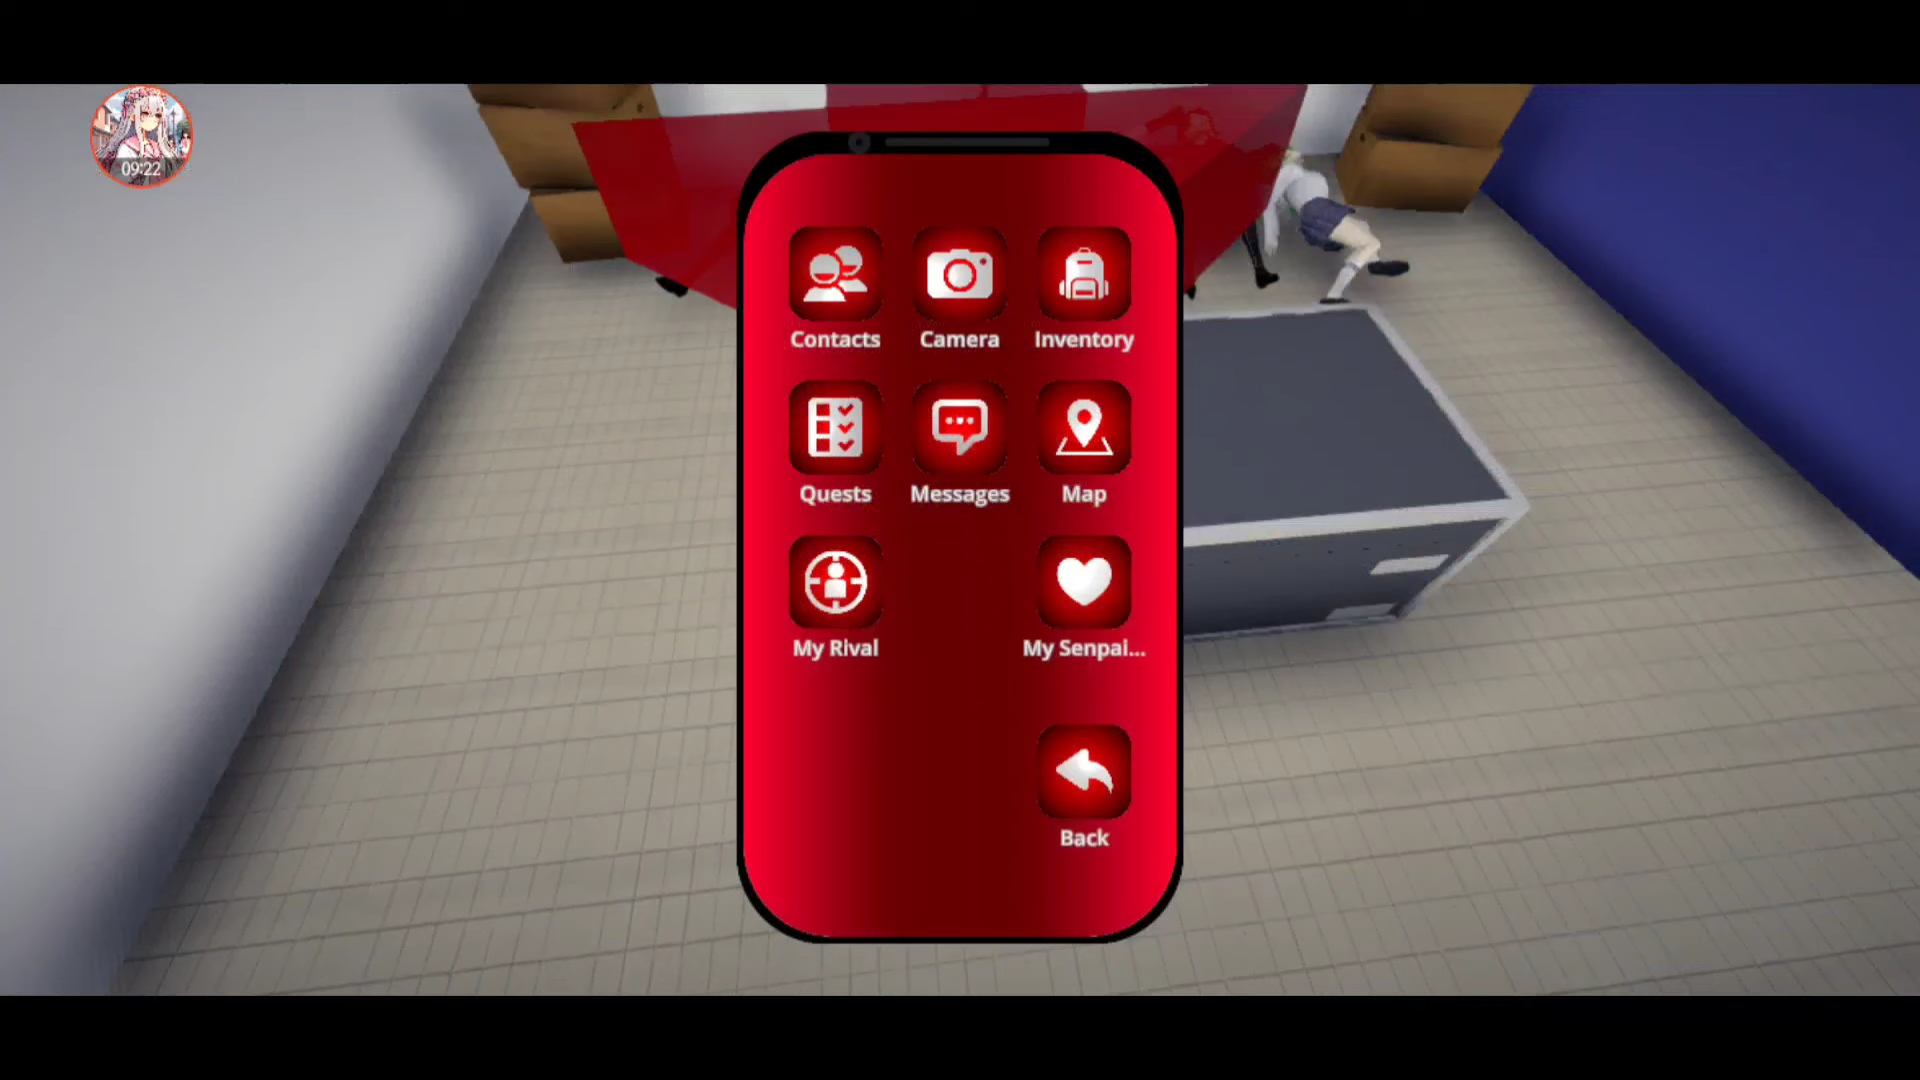 09:22
Contacts
Camera
Inventory
Quests
Messages
Map
My Rival
My Senpai...
Back